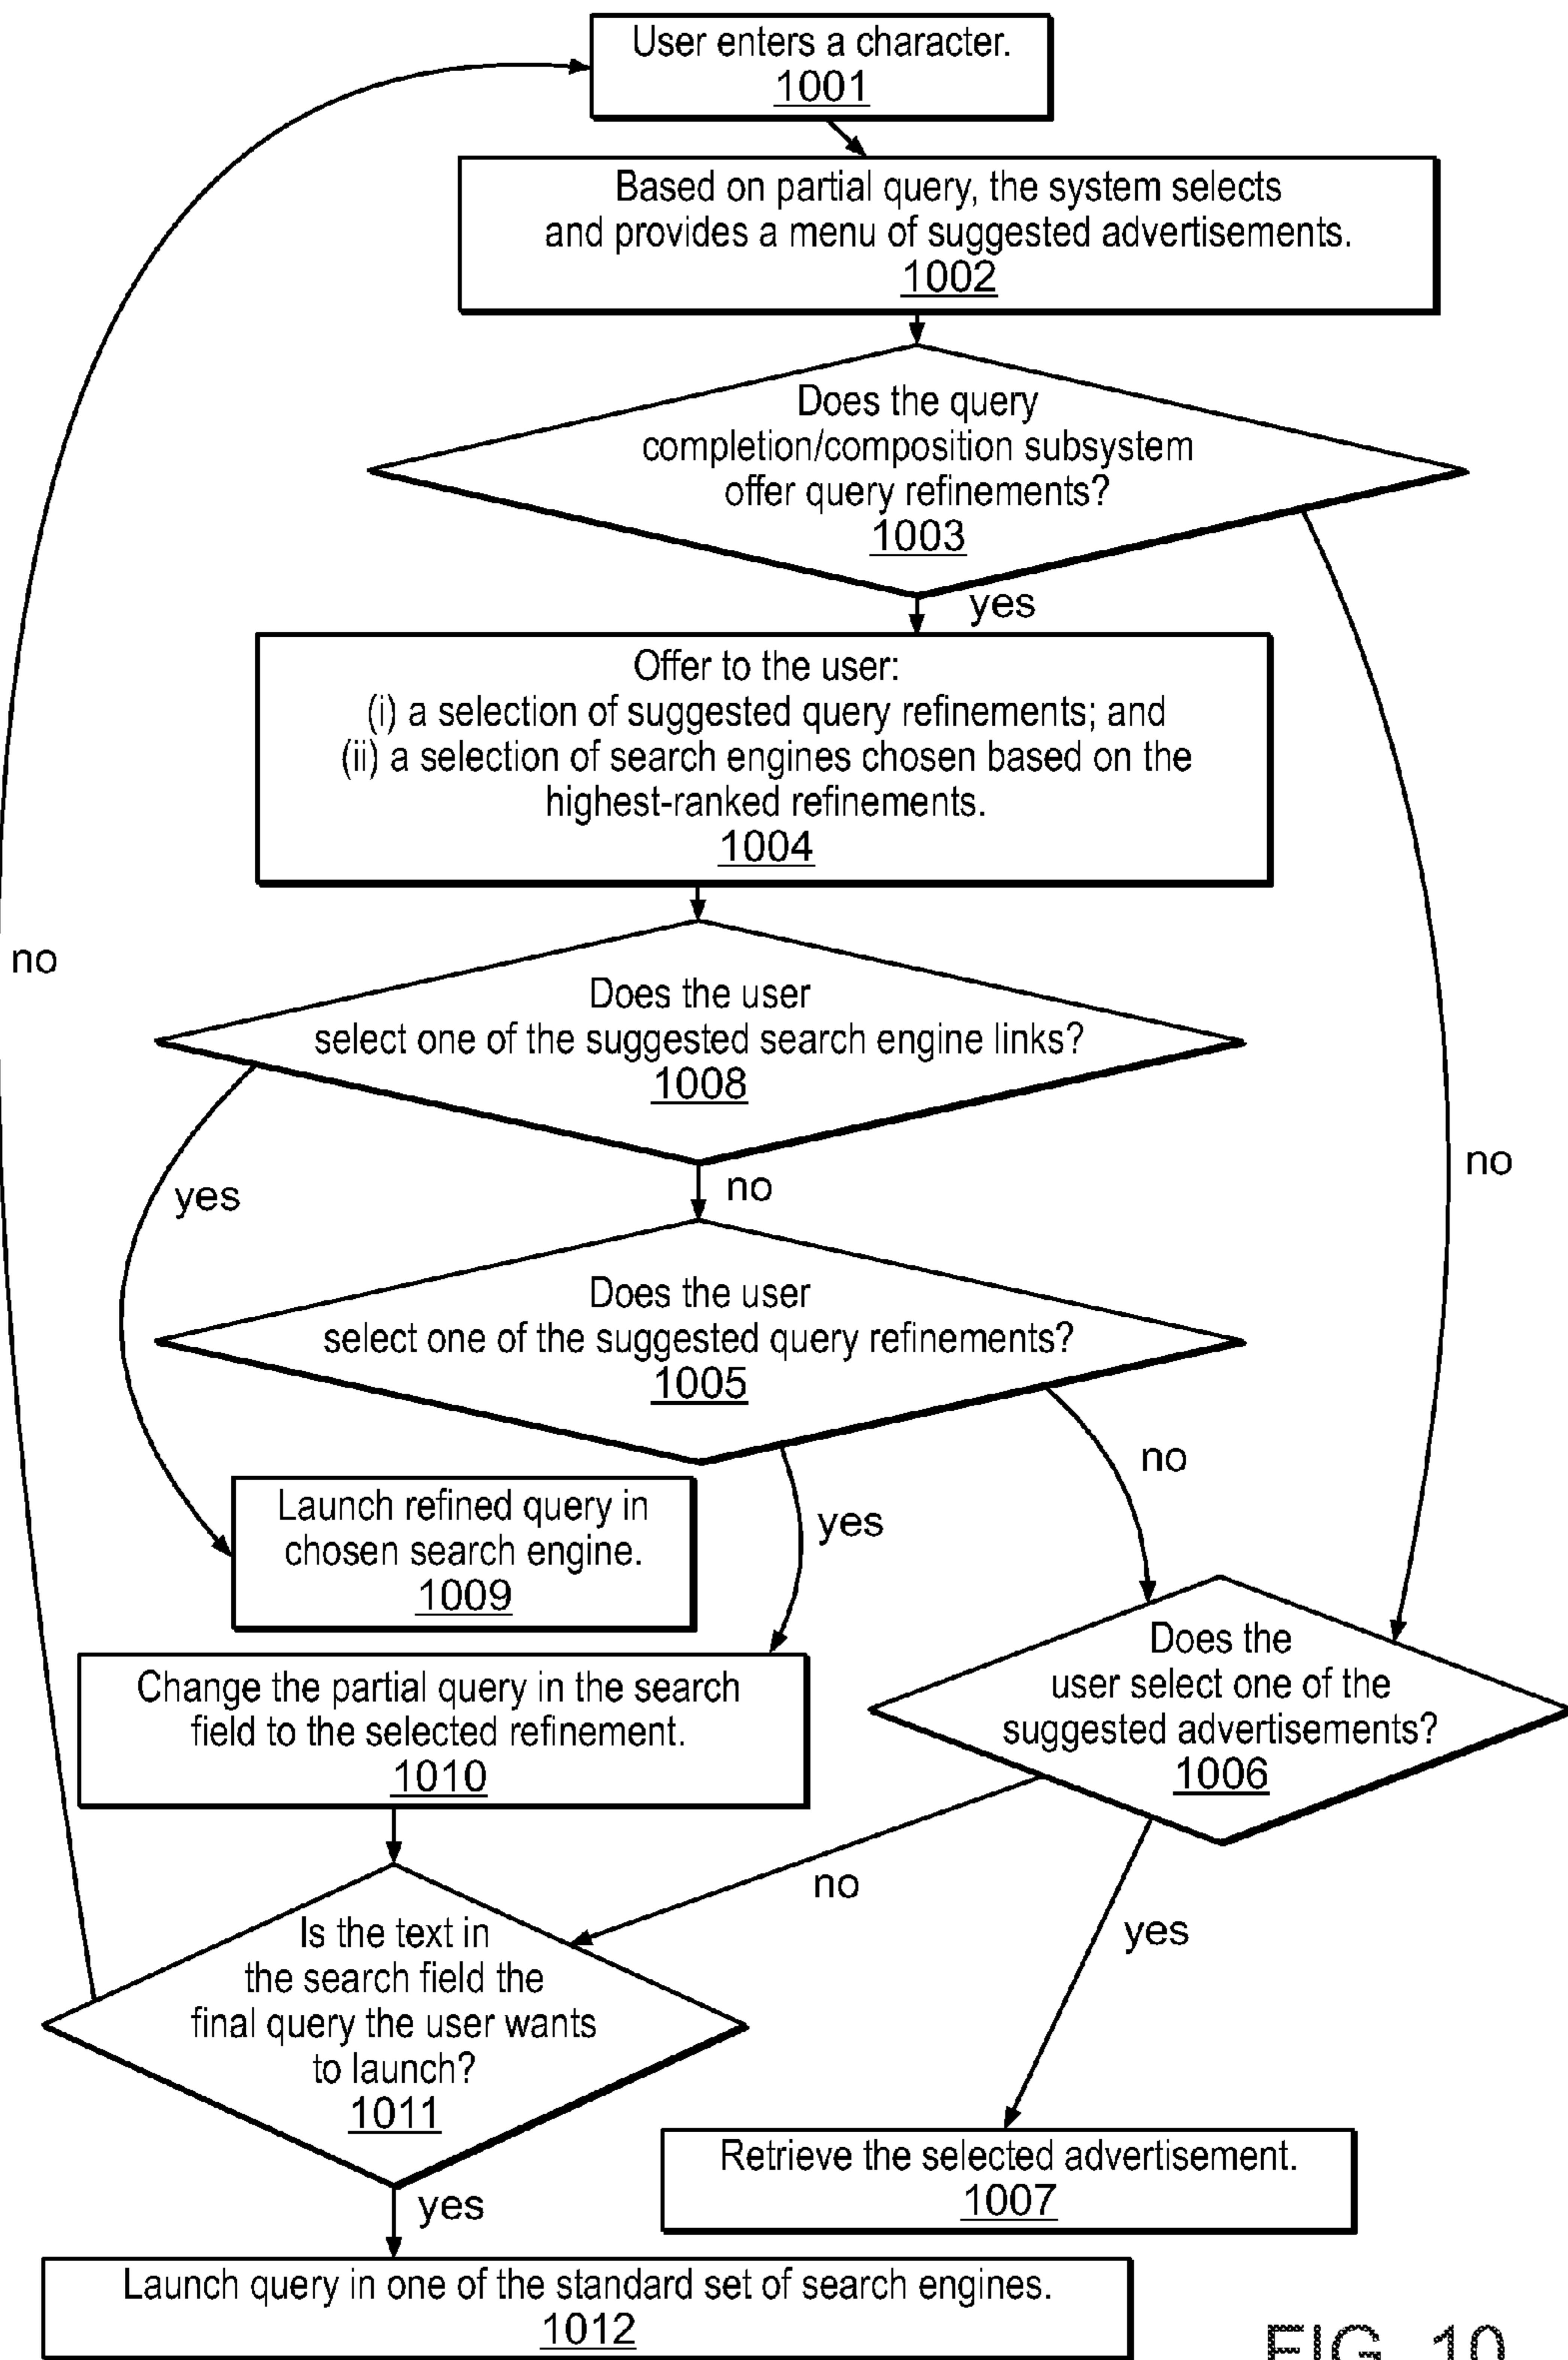 User enters a character.
1001
Based on partial query, the system selects
and provides a menu of suggested advertisements.
1002
Does the query
completion/composition subsystem
offer query refinements?
1003
yes
no
Offer to the user:
(i) a selection of suggested query refinements; and
(ii) a selection of search engines chosen based on the
highest-ranked refinements.
1004
no
Does the user
select one of the suggested search engine links?
1008
yes
no
Does the user
select one of the suggested query refinements?
1005
no
yes
Launch refined query in
chosen search engine.
1009
Change the partial query in the search
field to the selected refinement.
1010
Does the
user select one of the
suggested advertisements?
1006
no
yes
Is the text in
the search field the
final query the user wants
to launch?
1011
yes
Retrieve the selected advertisement.
1007
Launch query in one of the standard set of search engines.
1012
FIG. 10